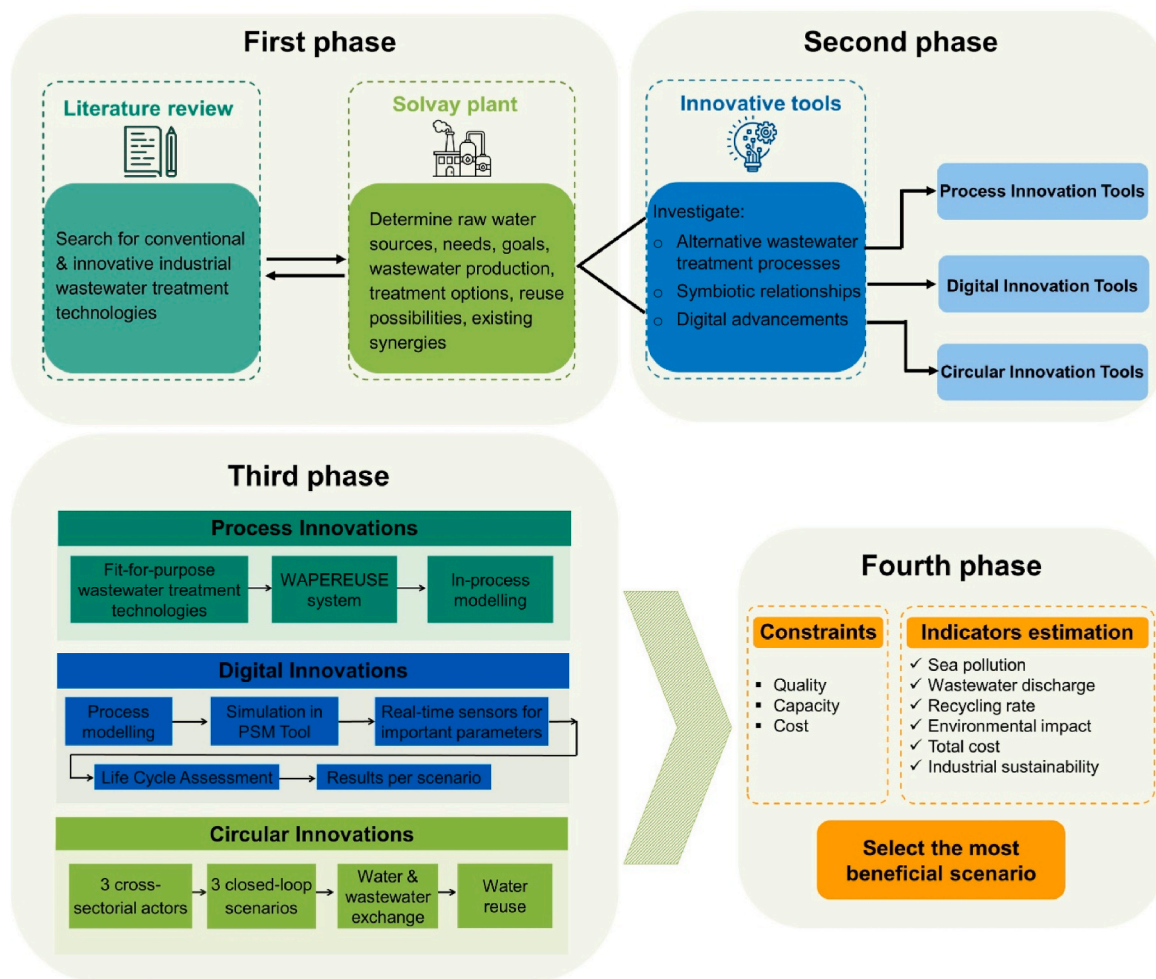 First phase
Literature review
Search for conventional
& innovative industrial
wastewater treatment
technologies
Solvay plant
Determine raw water
sources, needs, goals,
wastewater production,
treatment options, reuse
possibilities, existing
synergies
Second phase
Innovative tools
Investigate:
○ Alternative wastewater
treatment processes
○ Symbiotic relationships
○ Digital advancements
Process Innovation Tools
Digital Innovation Tools
Circular Innovation Tools
Third phase
Process Innovations
Fit-for-purpose
wastewater treatment
technologies
WAPEREUSE
system
In-process
modelling
Digital Innovations
Process
modelling
Simulation in
PSM Tool
Real-time sensors for
important parameters
Life Cycle Assessment
Results per scenario
Circular Innovations
3 cross-
sectorial actors
3 closed-loop
scenarios
Water &
wastewater
exchange
Water
reuse
Fourth phase
Constraints
▪ Quality
▪ Capacity
▪ Cost
Indicators estimation
✓ Sea pollution
✓ Wastewater discharge
✓ Recycling rate
✓ Environmental impact
✓ Total cost
✓ Industrial sustainability
Select the most
beneficial scenario